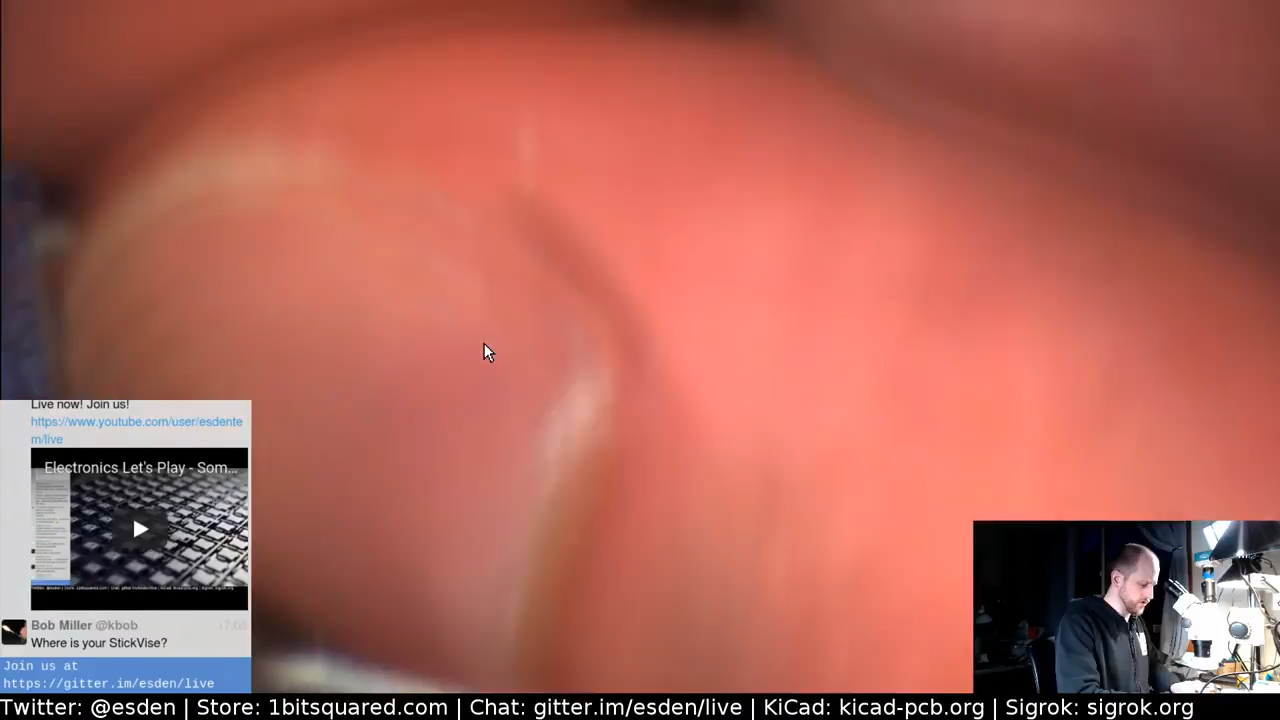 Live now! Join us!
https://www.youtube.com/user/esdente
m/live
Electronics Let's Play - Som...
Bob Miller @kbob
Where is your StickVise?
Join us at
https://gitter.im/esden/live
Twitter: @esden | Store: 1bitsquared.com | Chat: gitter.im/esden/live | KiCad: kicad-pcb.org | Sigrok: sigrok.org